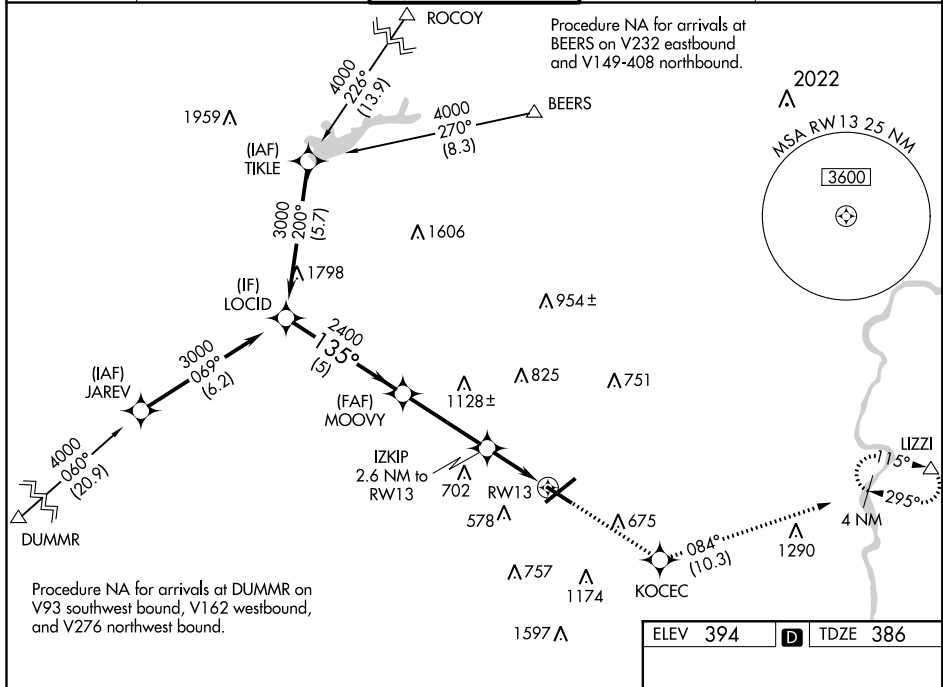 ROCOY
Procedure NA for arrivals at
BEERS on V232 eastbound
and V149-408 northbound.
4000
226°
(13.9)
2022
1959
4000
270°
(8.3)
BEERS
MSA RW13 25 NM
3600
(IAF)
TIKLE
3000
200°
(5.7)
1606
1798
(IF)
LOCID
954 ±
2400
135°
(5)
3000
069°
(6.2)
(IAF)
JAREV
825
751
1128 ±
(FAF)
MOOVY
4000
060°
(20.9)
IZKIP
2.6 NM to
RW13
702
RW13
578
LIZZI
115°
295°
4 NM
DUMMR
675
084°
(10.3)
1290
KOCEC
757
1174
Procedure NA for arrivals at DUMMR on
V93 southwest bound, V162 westbound,
and V276 northwest bound.
1597
ELEV 394 D TDZE 386